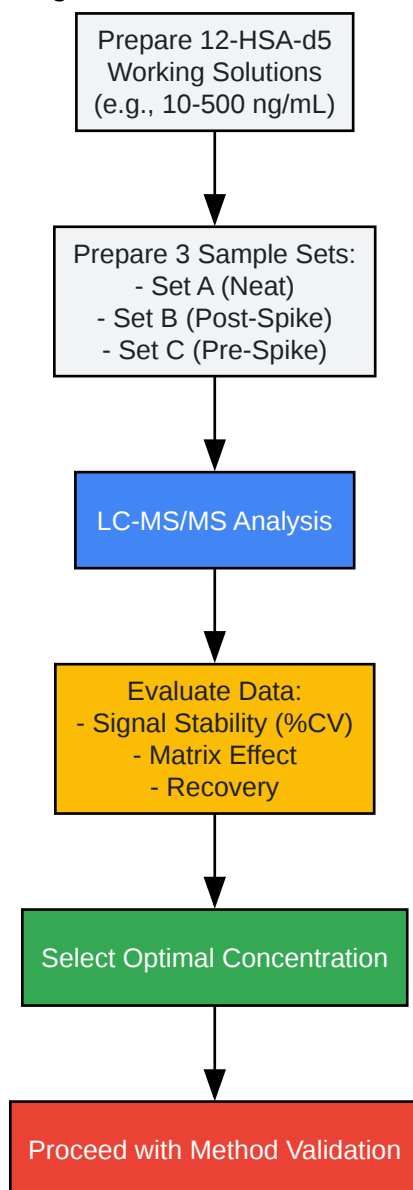 Prepare 12-HSA-d5
Working Solutions
(e.g., 10-500 ng/mL)
Prepare 3 Sample Sets:
- Set A (Neat)
- Set B (Post-Spike)
- Set C (Pre-Spike)
LC-MS/MS Analysis
Evaluate Data:
- Signal Stability (%CV)
- Matrix Effect
- Recovery
Select Optimal Concentration
Proceed with Method Validation